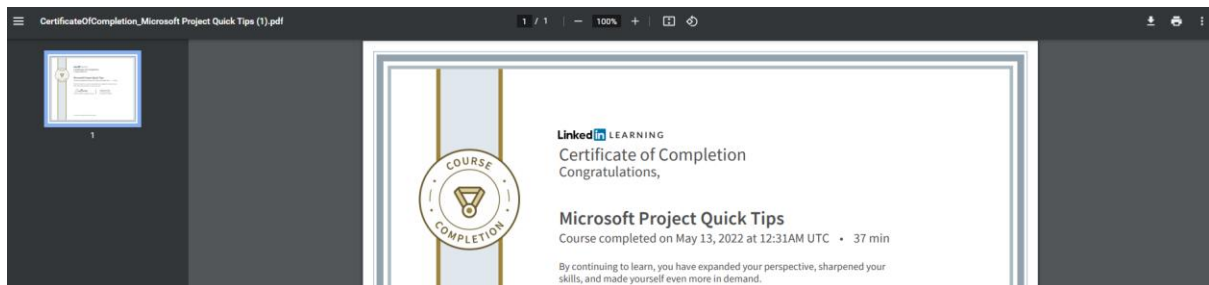 CertificateOfCompletion_Microsoft Project Quick Tips (1).pdf
1 / 1
100%
1
Linked in LEARNING
Certificate of Completion
Congratulations,
COURSE
COMPLETION
Microsoft Project Quick Tips
Course completed on May 13, 2022 at 12:31AM UTC • 37 min
By continuing to learn, you have expanded your perspective, sharpened your
skills, and made yourself even more in demand.